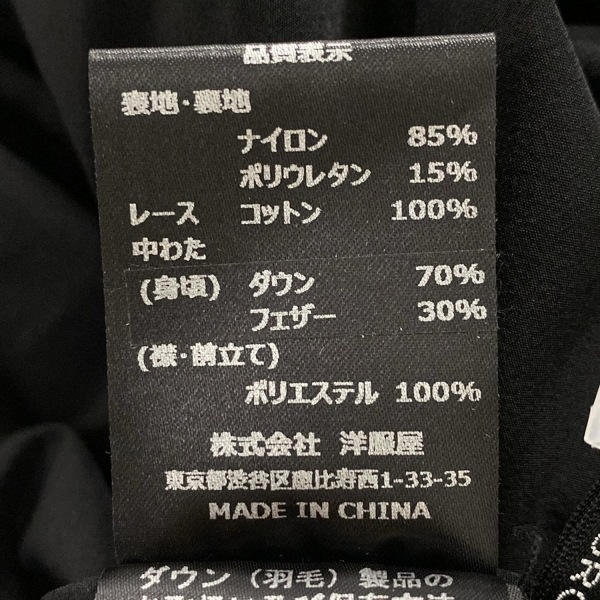 品質表示
表地・裏地
ナイロン 85%
ポリウレタン 15%
レース コットン 100%
中わた
(身頃) ダウン 70%
フェザー 30%
(襟・前立て)
ポリエステル 100%
株式会社 洋服屋
東京都渋谷区恵比寿西1-33-35
MADE IN CHINA
ダウン(羽毛)製品の